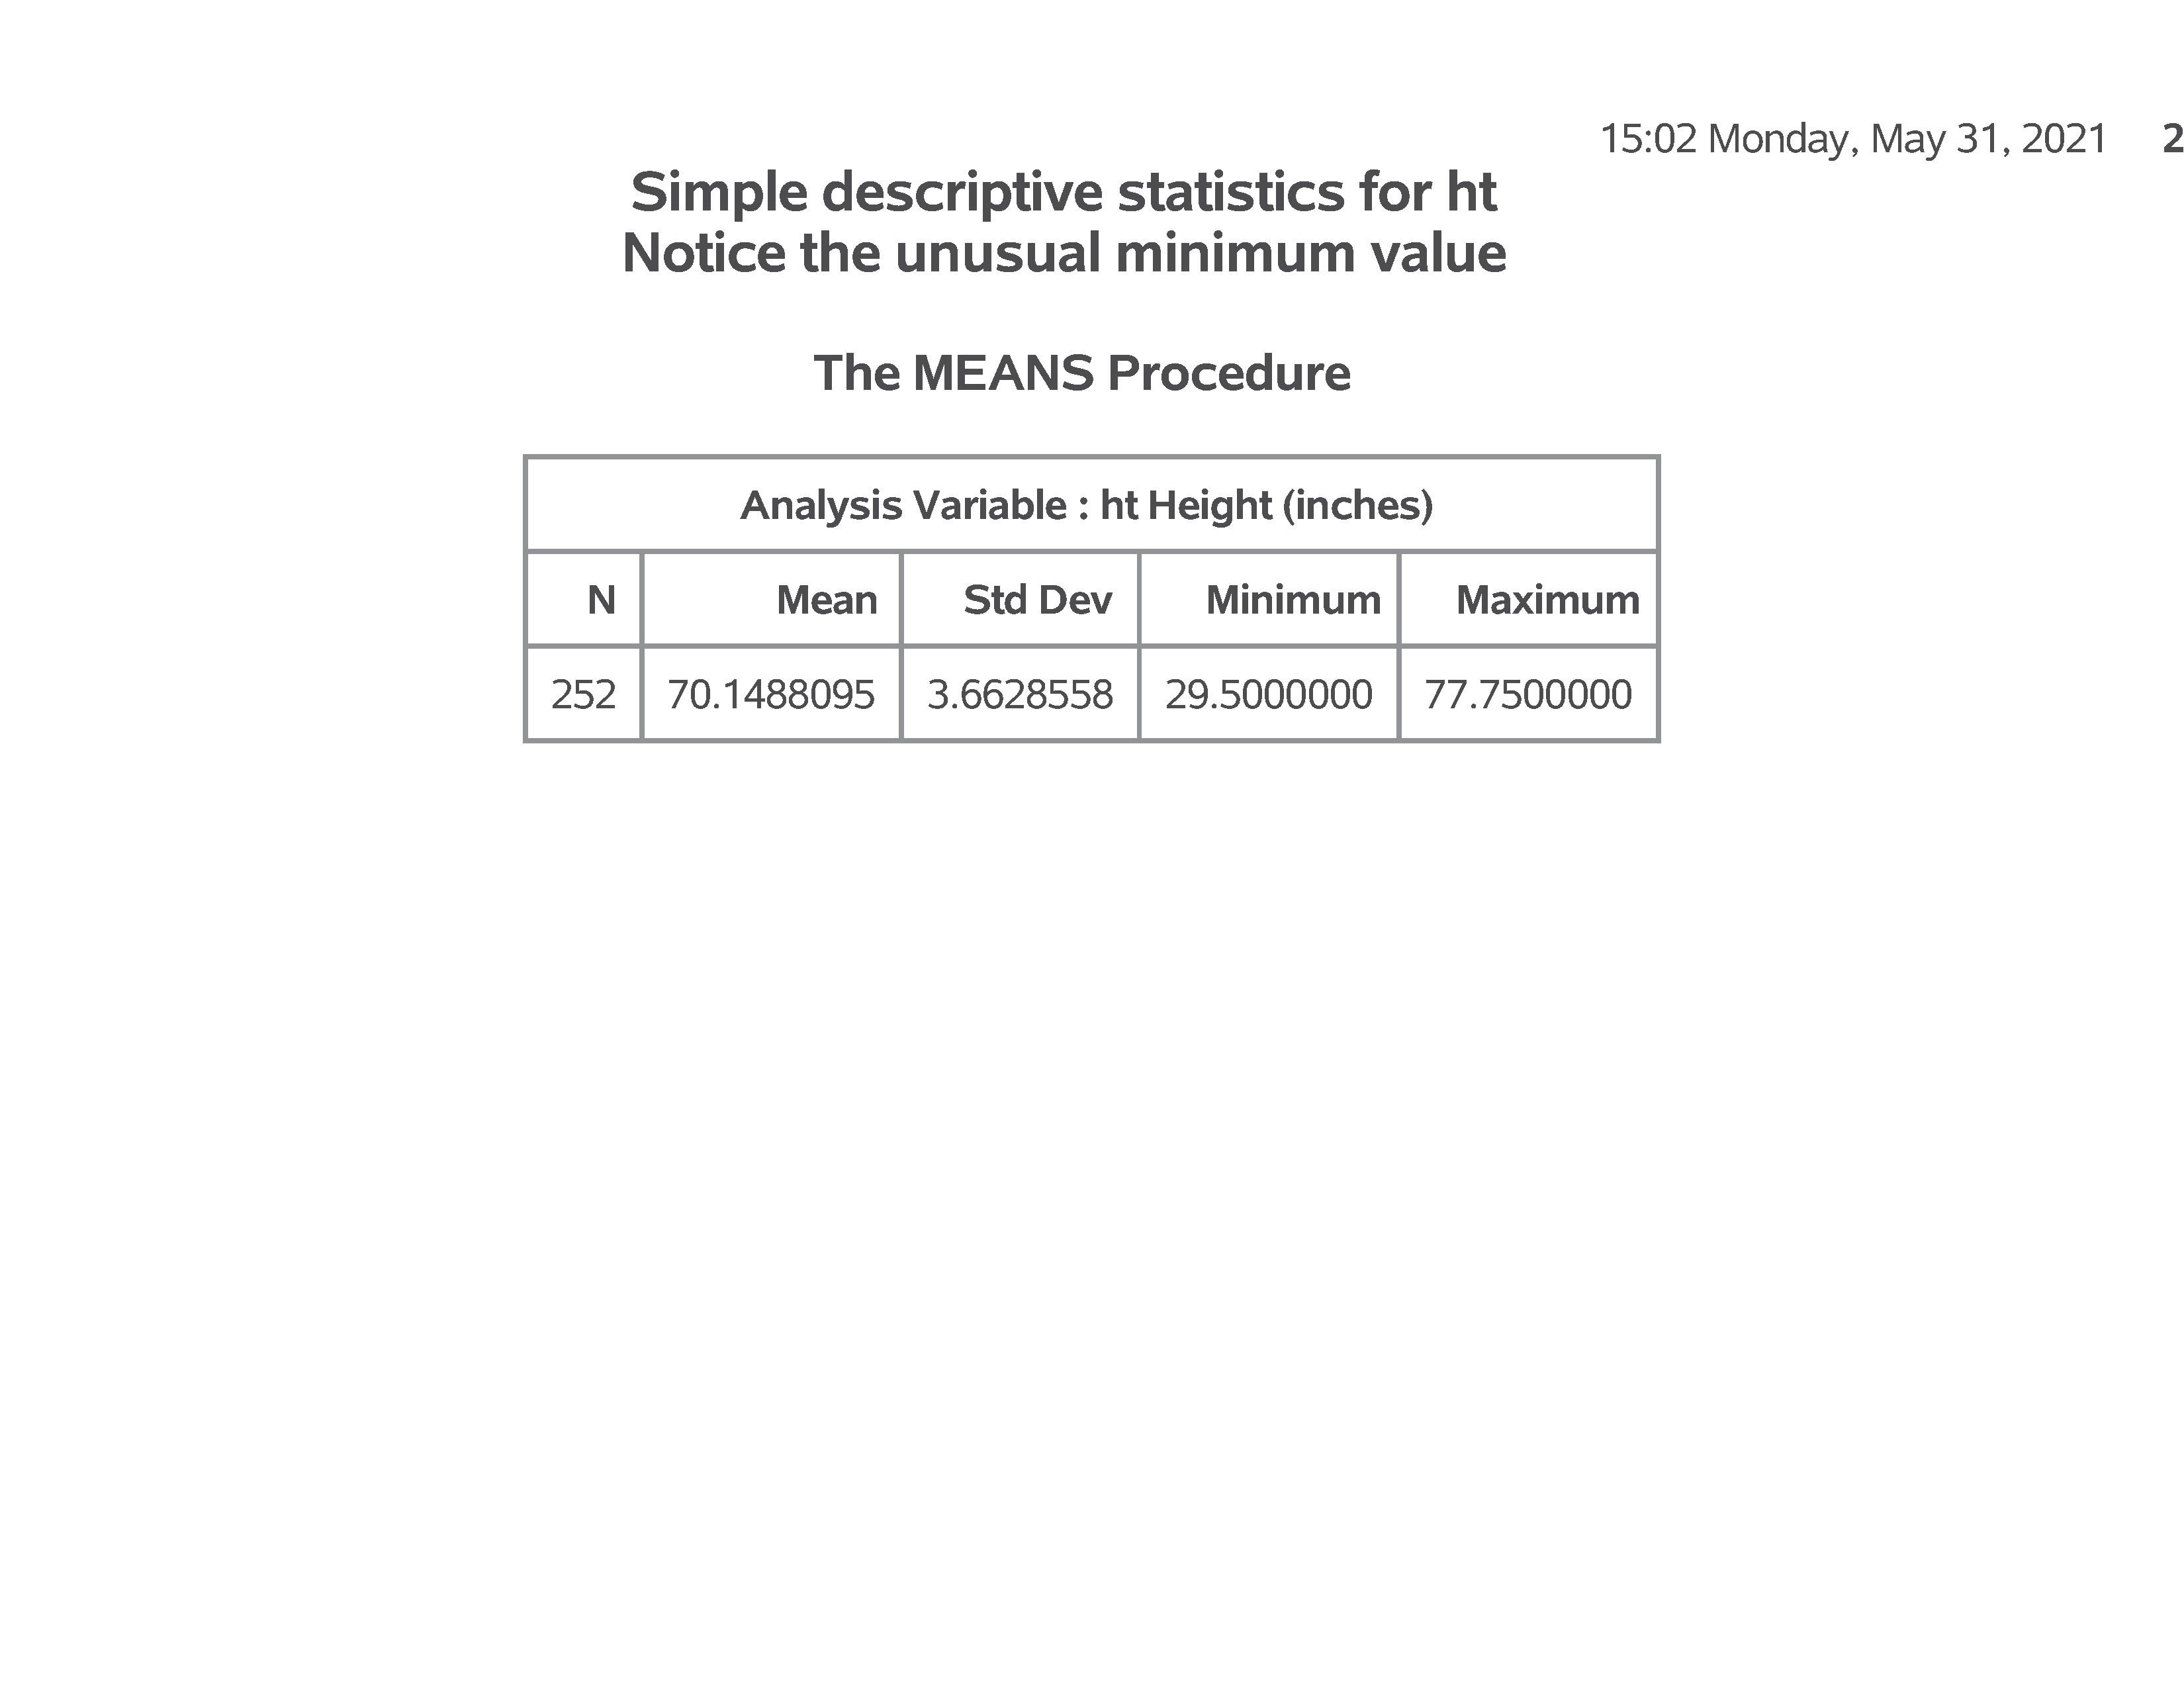 15:02 Monday, May 31, 2021 2
Simple descriptive statistics for ht
Notice the unusual minimum value
The MEANS Procedure
Analysis Variable : ht Height (inches)
N Mean Std Dev Minimum Maximum
252 70.1488095 3.6628558 29.5000000 77.7500000